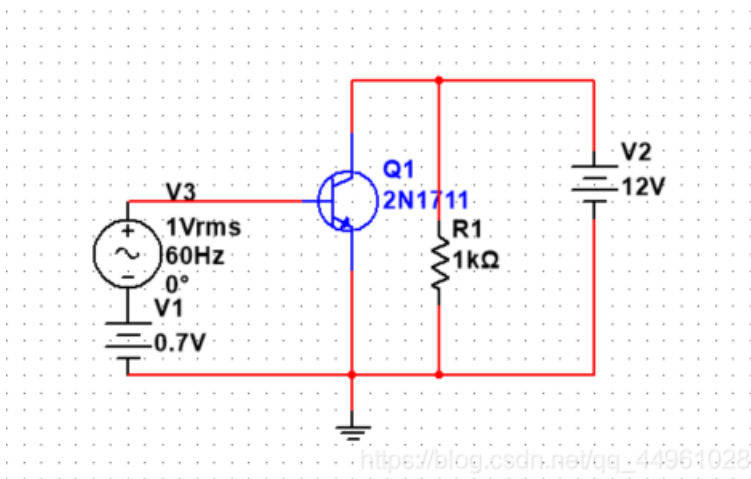 V3
1Vrms
60Hz
0°
V1
0.7V
Q1
2N1711
R1
1kΩ
V2
12V
https://blog.csdn.net/qq_44961028